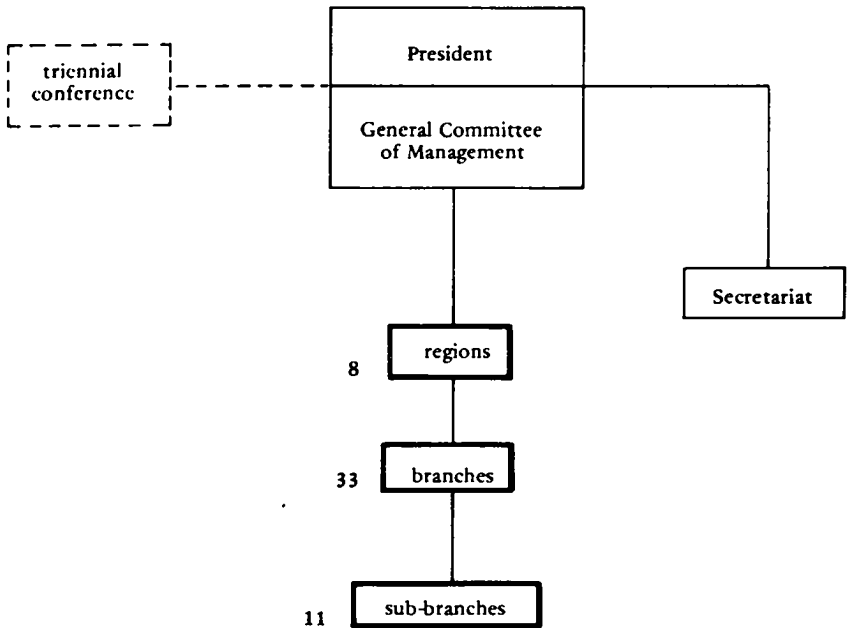 President
triennial
conference
General Committee
of Management
Secretariat
8 regions
33 branches
11 sub-branches